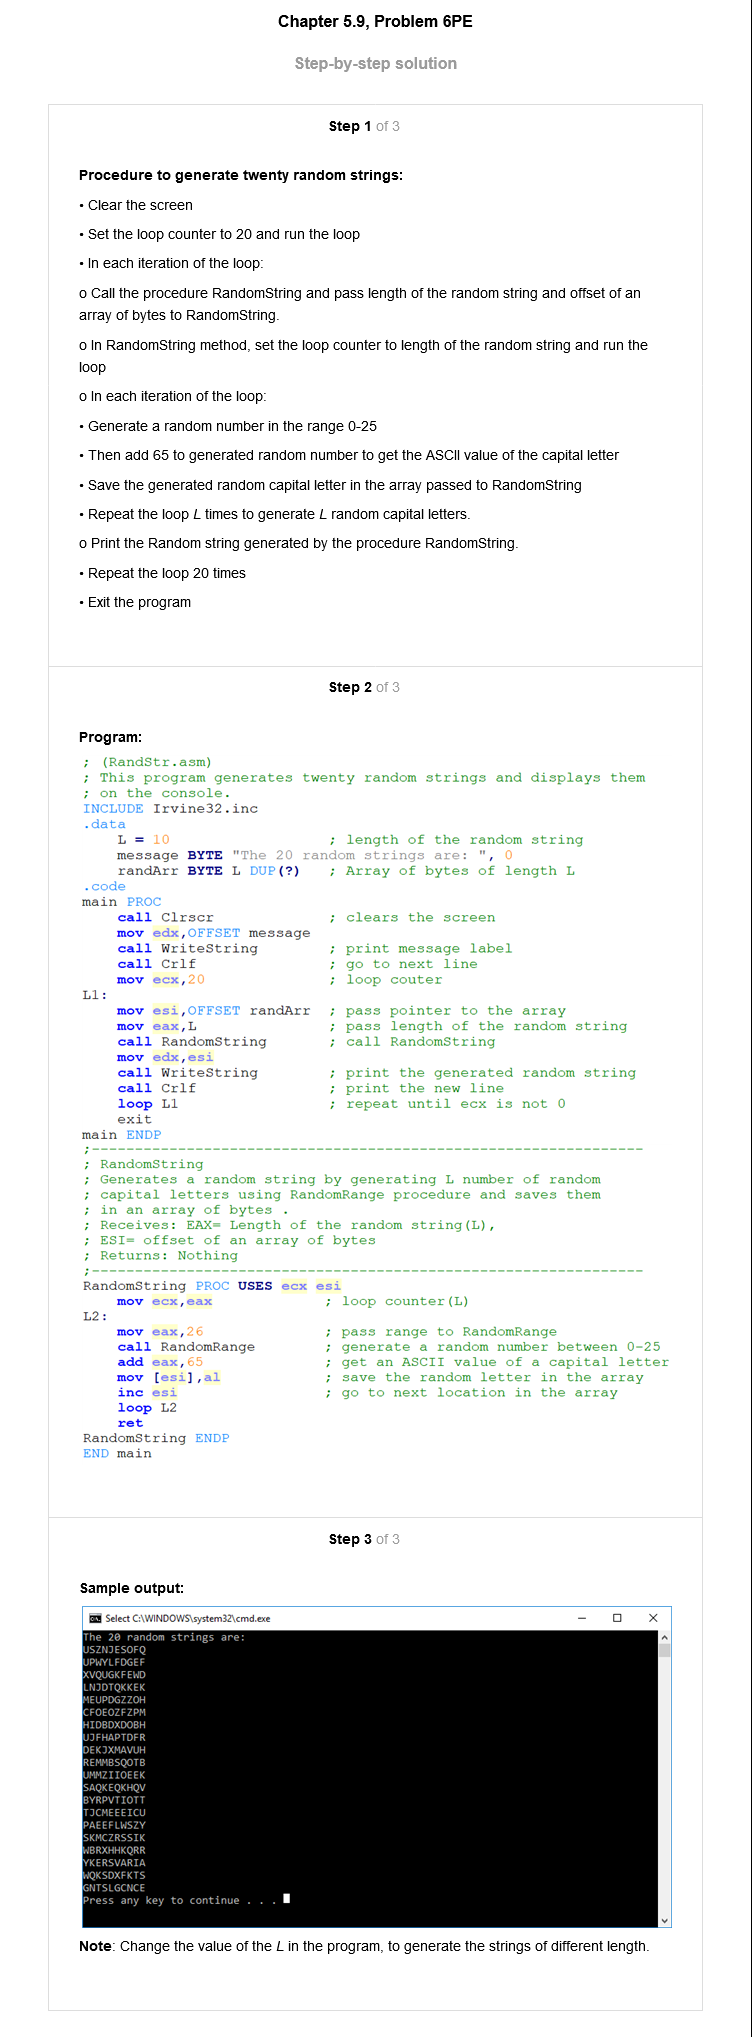 Chapter 5.9, Problem 6PE
Step-by-step solution
Step 1 of 3
Procedure to generate twenty random strings:
• Clear the screen
• Set the loop counter to 20 and run the loop
• In each iteration of the loop:
o Call the procedure RandomString and pass length of the random string and offset of an
array of bytes to RandomString.
o In RandomString method, set the loop counter to length of the random string and run the
loop
o In each iteration of the loop:
• Generate a random number in the range 0-25
• Then add 65 to generated random number to get the ASCII value of the capital letter
• Save the generated random capital letter in the array passed to RandomString
• Repeat the loop L times to generate L random capital letters.
o Print the Random string generated by the procedure RandomString.
• Repeat the loop 20 times
• Exit the program
Step 2 of 3
Program:
; (RandStr.asm)
; This program generates twenty random strings and displays them
; on the console.
INCLUDE Irvine32.inc
.data
L = 10 ; length of the random string
message BYTE "The 20 random strings are: ", 0
randArr BYTE L DUP(?) ; Array of bytes of length L
.code
main PROC
call Clrscr ; clears the screen
mov edx,OFFSET message
call WriteString ; print message label
call Crlf ; go to next line
mov ecx,20 ; loop couter
L1:
mov esi,OFFSET randArr ; pass pointer to the array
mov eax,L ; pass length of the random string
call RandomString ; call RandomString
mov edx,esi
call WriteString ; print the generated random string
call Crlf ; print the new line
loop L1 ; repeat until ecx is not 0
exit
main ENDP
;---------------------------------------------------------------
; RandomString
; Generates a random string by generating L number of random
; capital letters using RandomRange procedure and saves them
; in an array of bytes .
; Receives: EAX= Length of the random string(L),
; ESI= offset of an array of bytes
; Returns: Nothing
;---------------------------------------------------------------
RandomString PROC USES ecx esi
mov ecx,eax ; loop counter(L)
L2:
mov eax,26 ; pass range to RandomRange
call RandomRange ; generate a random number between 0-25
add eax,65 ; get an ASCII value of a capital letter
mov [esi],al ; save the random letter in the array
inc esi ; go to next location in the array
loop L2
ret
RandomString ENDP
END main
Step 3 of 3
Sample output:
Select C:\WINDOWS\system32\cmd.exe
The 20 random strings are:
USZNJESOFQ
UPWYLFDGEF
XVQUGKFEWD
LNJDTQKKEK
MEUPDGZZOH
CFOEOZFZPM
HIDBDXDOBH
UJFHAPTDFR
DEKJXMAVUH
REMMBSQOTB
UMMZIIOEEK
SAQKEQKHQV
BYRPVTIOTT
TJCMEEEICU
PAEEFLWSZY
SKMCZRSSIK
WBRXHHKQRR
YKERSVARIA
WQKSDXFKTS
GNTSLGCNCE
Press any key to continue . . .
Note: Change the value of the L in the program, to generate the strings of different length.